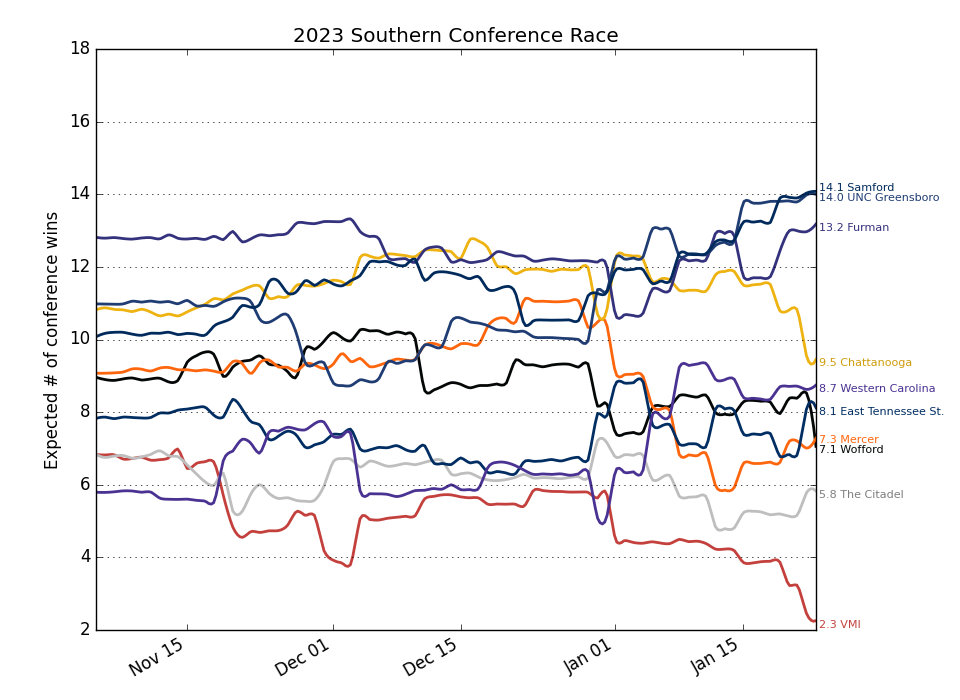 2023 Southern Conference Race
Expected # of conference wins
18
16
14
12
10
8
6
4
2
14.1 Samford
14.0 UNC Greensboro
13.2 Furman
9.5 Chattanooga
8.7 Western Carolina
8.1 East Tennessee St.
7.3 Mercer
7.1 Wofford
5.8 The Citadel
2.3 VMI
Nov 15
Dec 01
Dec 15
Jan 01
Jan 15